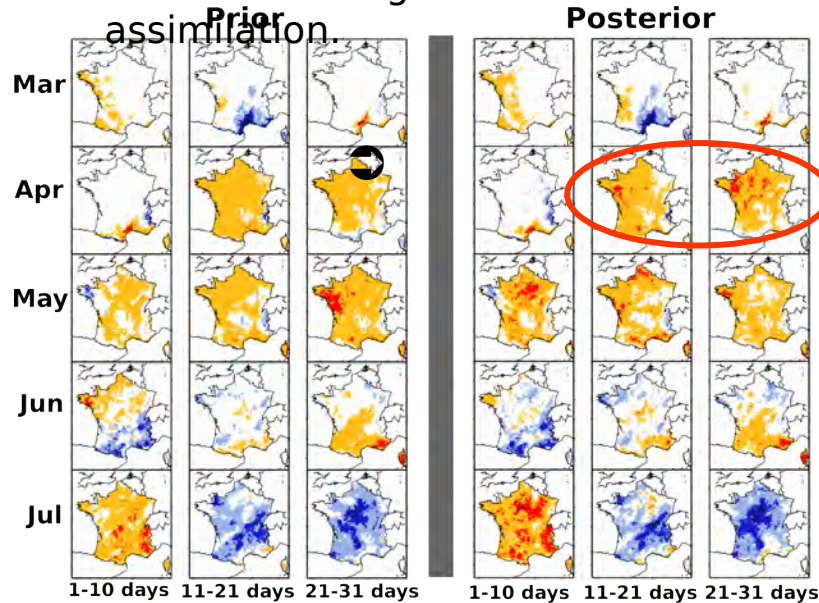 assimilation.
Prior Posterior
Mar
Apr
May
Jun
Jul
1-10 days 11-21 days 21-31 days 1-10 days 11-21 days 21-31 days